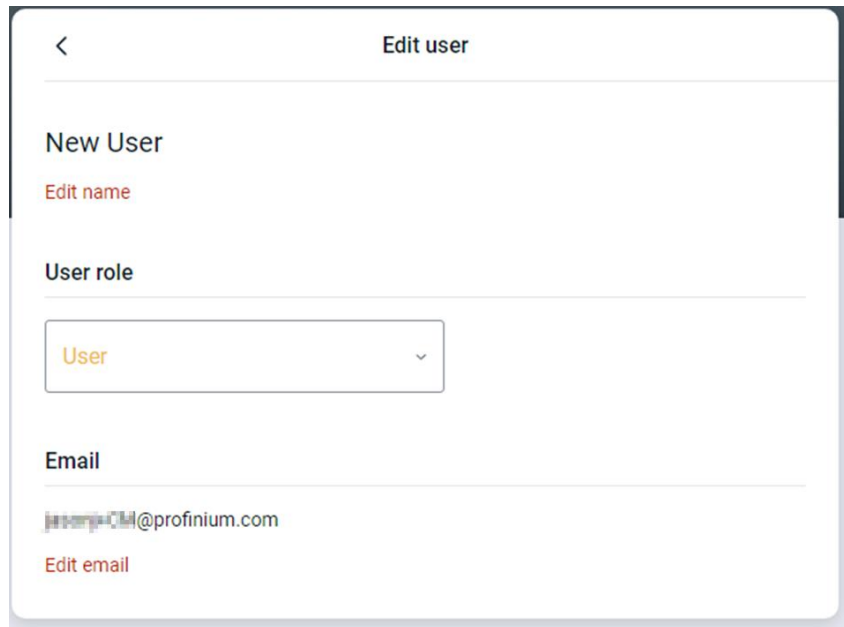 Edit user
New User
Edit name
User role
User
Email
@profinium.com
Edit email